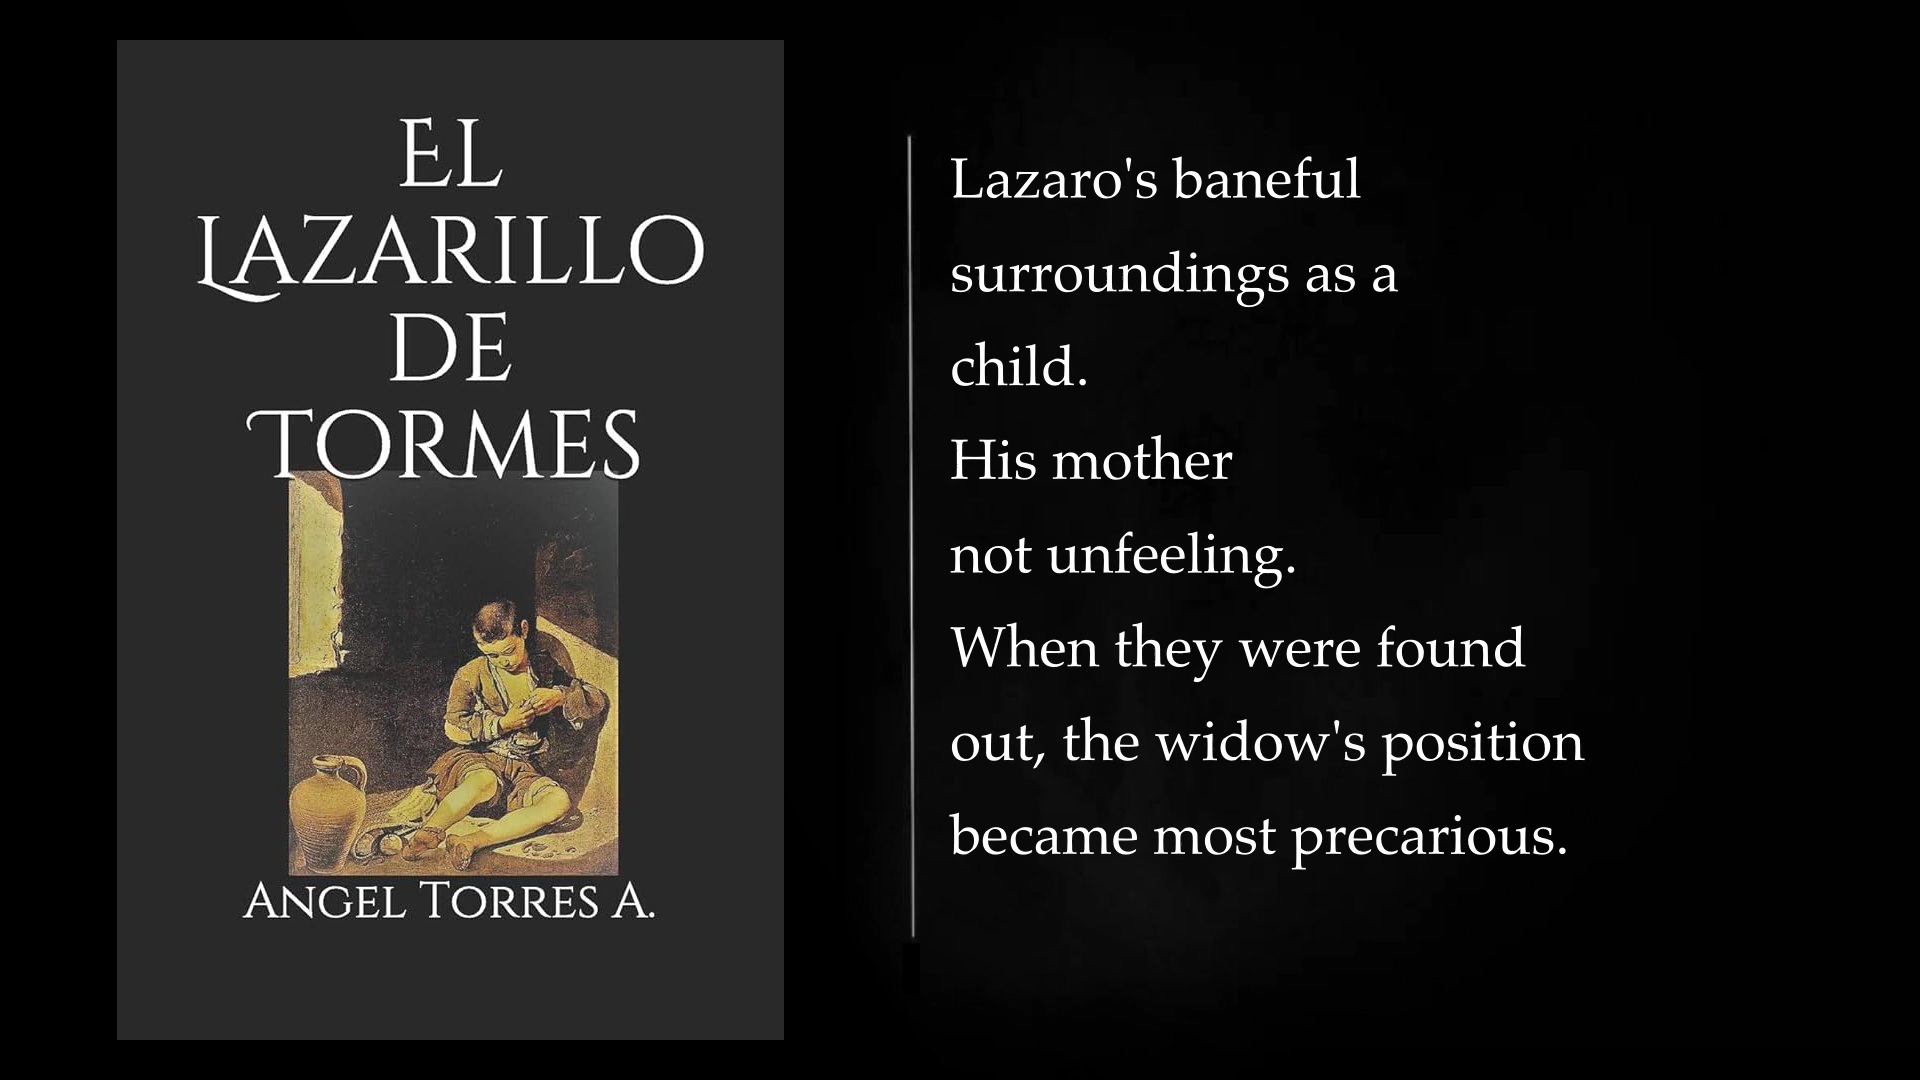 EL
LAZARILLO
DE
TORMES
ANGEL TORRES A.
Lazaro's baneful
surroundings as a
child.
His mother
not unfeeling.
When they were found
out, the widow's position
became most precarious.